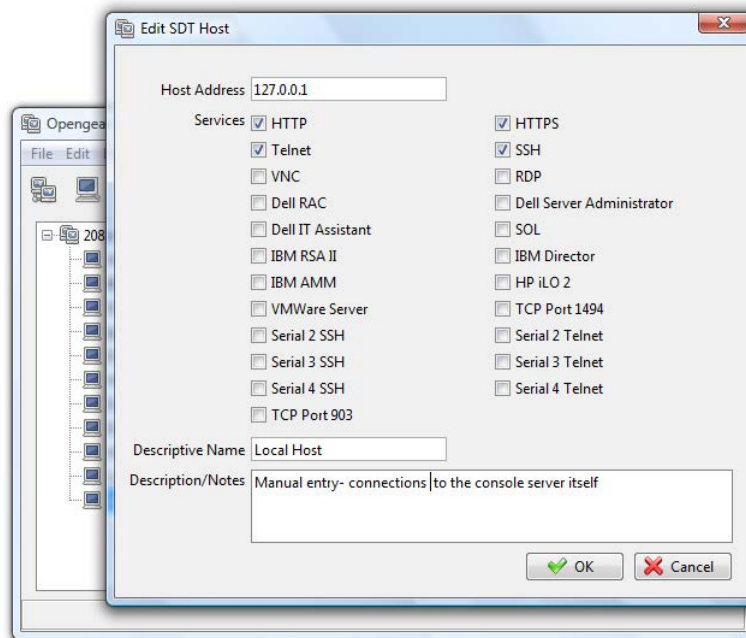 Edit SDT Host
Host Address 127.0.0.1
Opengea
Services HTTP HTTPS
File Edit
Telnet SSH
VNC RDP
Dell RAC Dell Server Administrator
208
Dell IT Assistant SOL
IBM RSA II IBM Director
IBM AMM HP iLO 2
VMWare Server TCP Port 1494
Serial 2 SSH Serial 2 Telnet
Serial 3 SSH Serial 3 Telnet
Serial 4 SSH Serial 4 Telnet
TCP Port 903
Descriptive Name Local Host
Description/Notes Manual entry- connections to the console server itself
OK Cancel